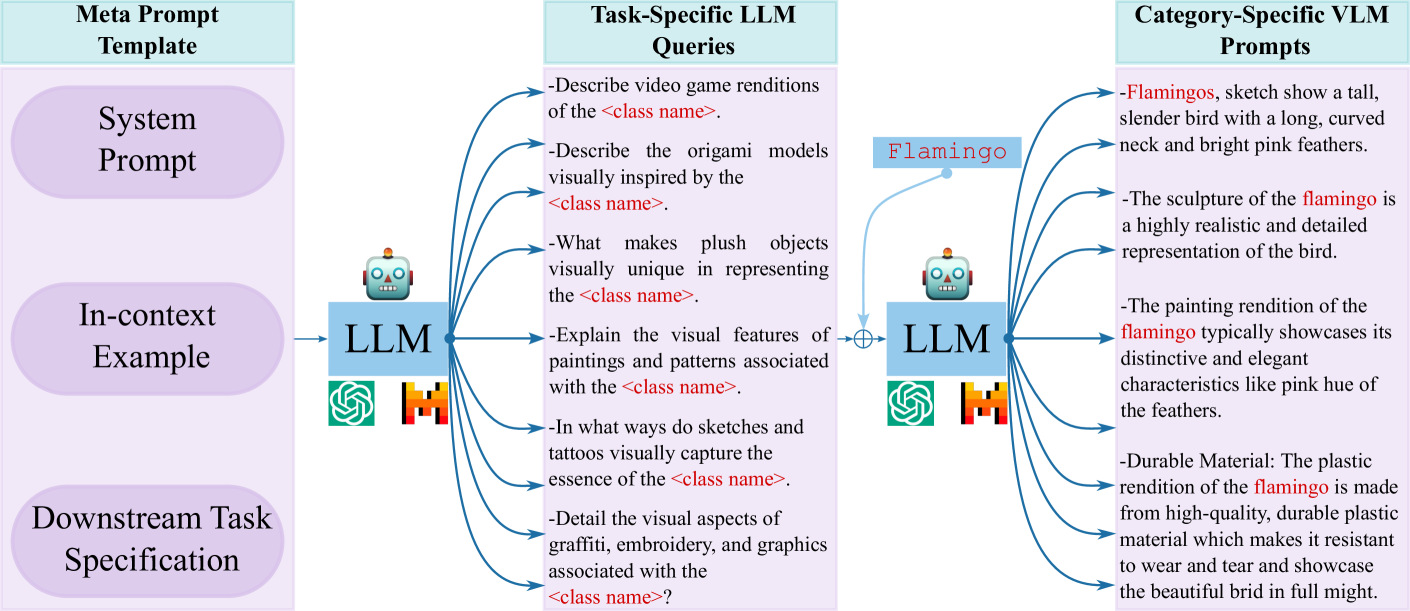 Meta Prompt
Template
System
Prompt
In-context
Example
Downstream Task
Specification
LLM
Task-Specific LLM
Queries
-Describe video game renditions
of the <class name>.
-Describe the origami models
visually inspired by the
<class name>.
-What makes plush objects
visually unique in representing
the <class name>.
-Explain the visual features of
paintings and patterns associated
with the <class name>.
-In what ways do sketches and
tattoos visually capture the
essence of the <class name>.
-Detail the visual aspects of
graffiti, embroidery, and graphics
associated with the
<class name>?
Flamingo
LLM
Category-Specific VLM
Prompts
-Flamingos, sketch show a tall,
slender bird with a long, curved
neck and bright pink feathers.
-The sculpture of the flamingo is
a highly realistic and detailed
representation of the bird.
-The painting rendition of the
flamingo typically showcases its
distinctive and elegant
characteristics like pink hue of
the feathers.
-Durable Material: The plastic
rendition of the flamingo is made
from high-quality, durable plastic
material which makes it resistant
to wear and tear and showcase
the beautiful brid in full might.